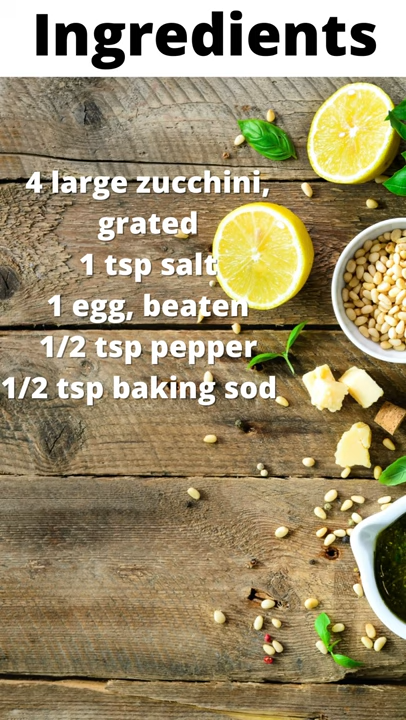 Ingredients
4 large zucchini,
grated
1 tsp salt
1 egg, beaten
1/2 tsp pepper
1/2 tsp baking sod